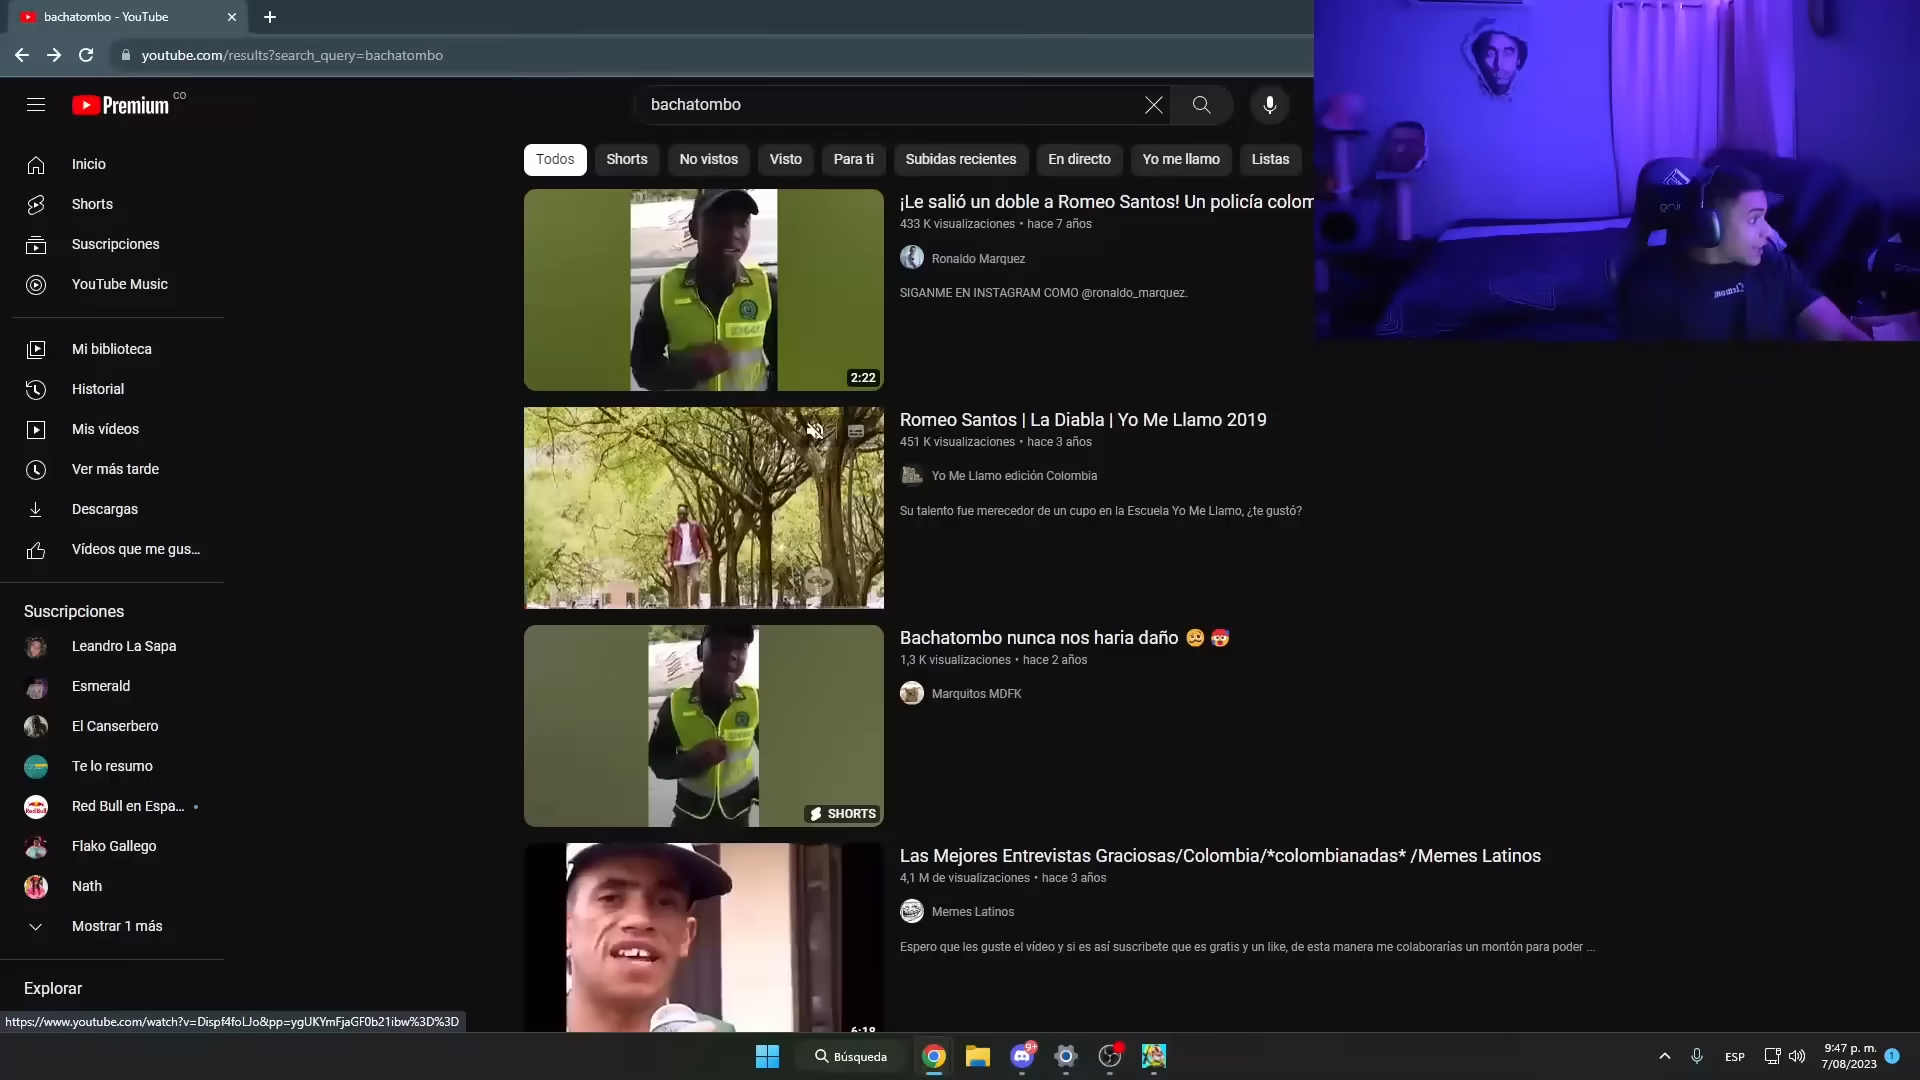 bachatombo - YouTube
youtube.com/results?search_query=bachatombo
Premium CO
bachatombo
Todos
Shorts
No vistos
Visto
Para ti
Subidas recientes
En directo
Yo me llamo
Listas
Inicio
Shorts
Suscripciones
YouTube Music
Mi biblioteca
Historial
Mis vídeos
Ver más tarde
Descargas
Vídeos que me gus...
Suscripciones
Leandro La Sapa
Esmerald
El Canserbero
Te lo resumo
Red Bull en Espa...
Flako Gallego
Nath
Mostrar 1 más
Explorar
2:22
¡Le salió un doble a Romeo Santos! Un policía colom
433 K visualizaciones • hace 7 años
Ronaldo Marquez
SIGANME EN INSTAGRAM COMO @ronaldo_marquez.
Romeo Santos | La Diabla | Yo Me Llamo 2019
451 K visualizaciones • hace 3 años
Yo Me Llamo edición Colombia
Su talento fue merecedor de un cupo en la Escuela Yo Me Llamo, ¿te gustó?
SHORTS
Bachatombo nunca nos haria daño 🥴 🤯
1,3 K visualizaciones • hace 2 años
Marquitos MDFK
6:18
Las Mejores Entrevistas Graciosas/Colombia/*colombianadas* /Memes Latinos
4,1 M de visualizaciones • hace 3 años
Memes Latinos
Espero que les guste el vídeo y si es así suscribete que es gratis y un like, de esta manera me colaborarías un montón para poder ...
https://www.youtube.com/watch?v=Dispf4foLJo&pp=ygUKYmFjaGF0b21ibw%3D%3D
Búsqueda
9+
ESP
9:47 p. m.
7/08/2023
1